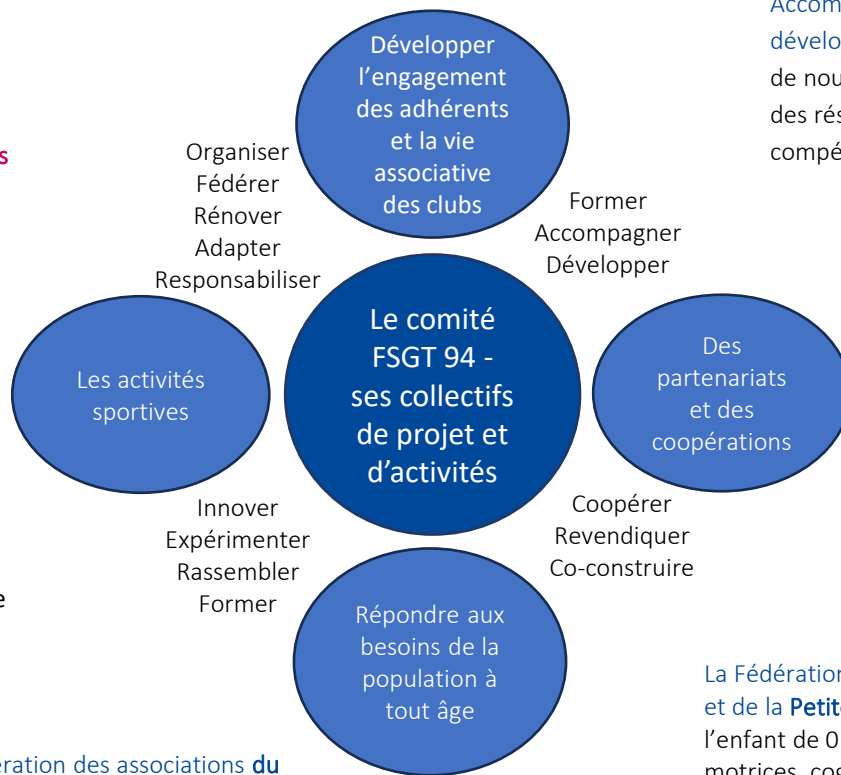 Développer
l’engagement
des adhérents
et la vie
associative
des clubs
Organiser
Fédérer
Rénover
Adapter
Responsabiliser
Former
Accompagner
Développer
Le comité
FSGT 94 -
ses collectifs
de projet et
d’activités
Les activités
sportives
Des
partenariats
et des
coopérations
Innover
Expérimenter
Rassembler
Former
Coopérer
Revendiquer
Co-construire
Répondre aux
besoins de la
population à
tout âge
de nou
des rés
La Fédération
et de la Petit
l’enfant de 0
motrices, cog
des associations du